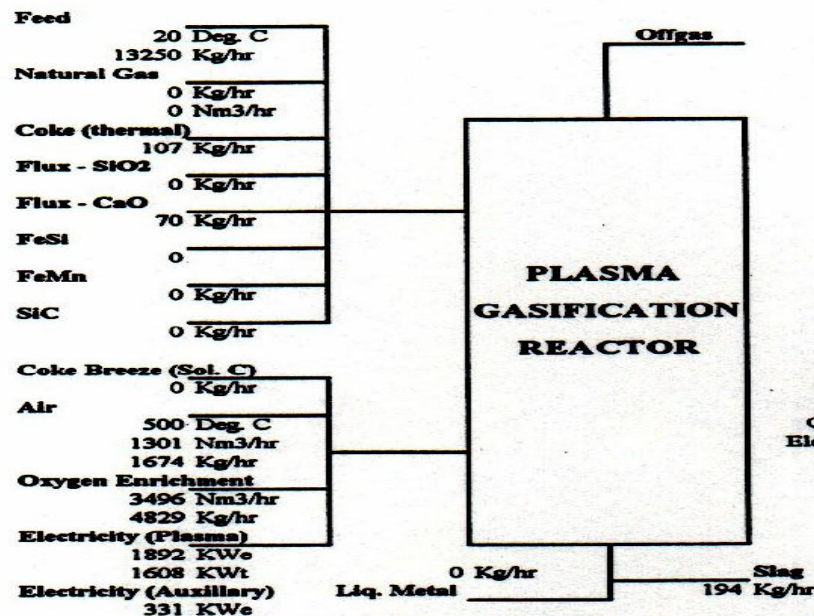 Feed
20 Deg. C
13250 Kg/hr
Natural Gas
0 Kg/hr
0 Nm3/hr
Coke (thermal)
107 Kg/hr
Flux - SiO2
0 Kg/hr
Flux - CaO
70 Kg/hr
FeSi
0
FeMn
0 Kg/hr
SiC
0 Kg/hr
Coke Breeze (Sol. C)
0 Kg/hr
Air
500 Deg. C
1301 Nm3/hr
1674 Kg/hr
Oxygen Enrichment
3496 Nm3/hr
4829 Kg/hr
Electricity (Plasma)
1892 KWe
1608 KWt
Electricity (Auxillary)
331 KWe
Offgas
PLASMA
GASIFICATION
REACTOR
0 Kg/hr
Liq. Metal
Slag
194 Kg/hr